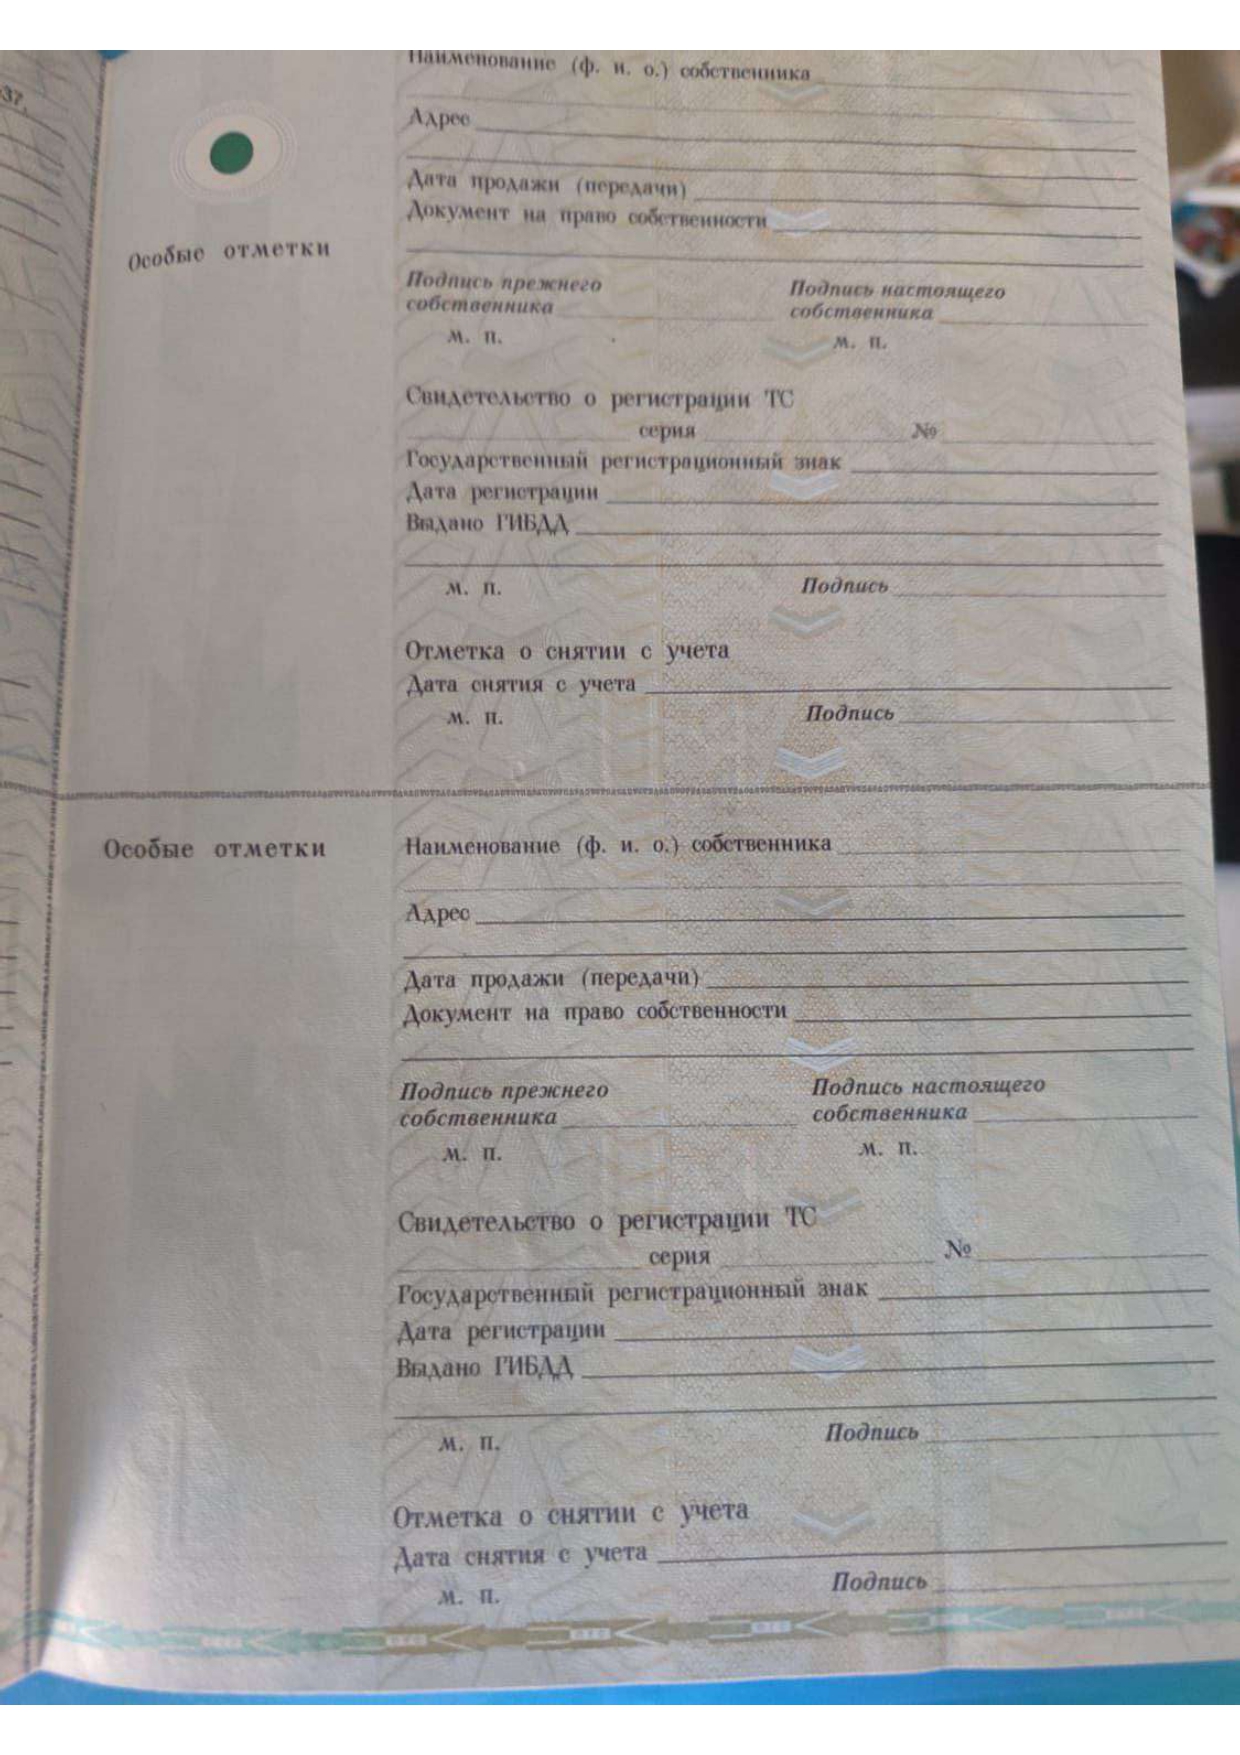 37,
Наименование (ф. и. о.) собственника
Адрес
Дата продажи (передачи)
Документ на право собственности
Особые отметки
Подпись прежнего Подпись настоящего
собственника собственника
м. п. м. п.
Свидетельство о регистрации ТС
серия №
Государственный регистрационный знак
Дата регистрации
Выдано ГИБДД
м. п. Подпись
Отметка о снятии с учета
Дата снятия с учета
м. п. Подпись
Особые отметки Наименование (ф. и. о.) собственника
Адрес
Дата продажи (передачи)
Документ на право собственности
Подпись прежнего Подпись настоящего
собственника собственника
м. п. м. п.
Свидетельство о регистрации ТС
серия №
Государственный регистрационный знак
Дата регистрации
Выдано ГИБДД
м. п. Подпись
Отметка о снятии с учета
Дата снятия с учета
м. п. Подпись